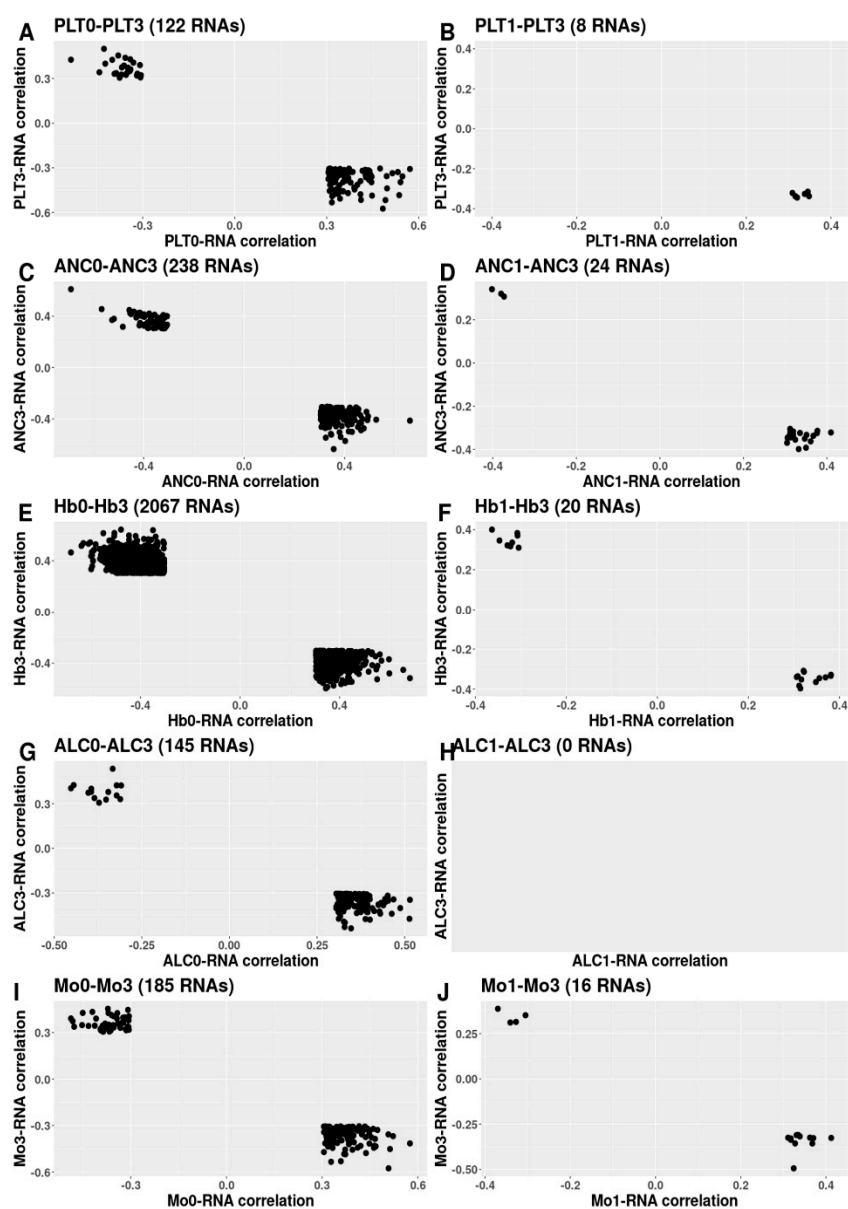 A PLT0-PLT3 (122 RNAs)
PLT3-RNA correlation
0.3
0.0
-0.3
-0.6
-0.3 0.0 0.3 0.6
PLT0-RNA correlation
B PLT1-PLT3 (8 RNAs)
PLT3-RNA correlation
0.4
0.2
0.0
-0.2
-0.4
-0.4 -0.2 0.0 0.2 0.4
PLT1-RNA correlation
C ANC0-ANC3 (238 RNAs)
ANC3-RNA correlation
0.4
0.0
-0.4
-0.4 0.0 0.4
ANC0-RNA correlation
D ANC1-ANC3 (24 RNAs)
ANC3-RNA correlation
0.2
0.0
-0.2
-0.4
-0.4 -0.2 0.0 0.2 0.4
ANC1-RNA correlation
E Hb0-Hb3 (2067 RNAs)
Hb3-RNA correlation
0.4
0.0
-0.4
-0.4 0.0 0.4
Hb0-RNA correlation
F Hb1-Hb3 (20 RNAs)
Hb3-RNA correlation
0.4
0.2
0.0
-0.2
-0.4
-0.4 -0.2 0.0 0.2 0.4
Hb1-RNA correlation
G ALC0-ALC3 (145 RNAs)
ALC3-RNA correlation
0.3
0.0
-0.3
-0.50 -0.25 0.00 0.25 0.50
ALC0-RNA correlation
H ALC1-ALC3 (0 RNAs)
ALC3-RNA correlation
ALC1-RNA correlation
I Mo0-Mo3 (185 RNAs)
Mo3-RNA correlation
0.3
0.0
-0.3
-0.6
-0.3 0.0 0.3 0.6
Mo0-RNA correlation
J Mo1-Mo3 (16 RNAs)
Mo3-RNA correlation
0.25
0.00
-0.25
-0.50
-0.4 -0.2 0.0 0.2 0.4
Mo1-RNA correlation